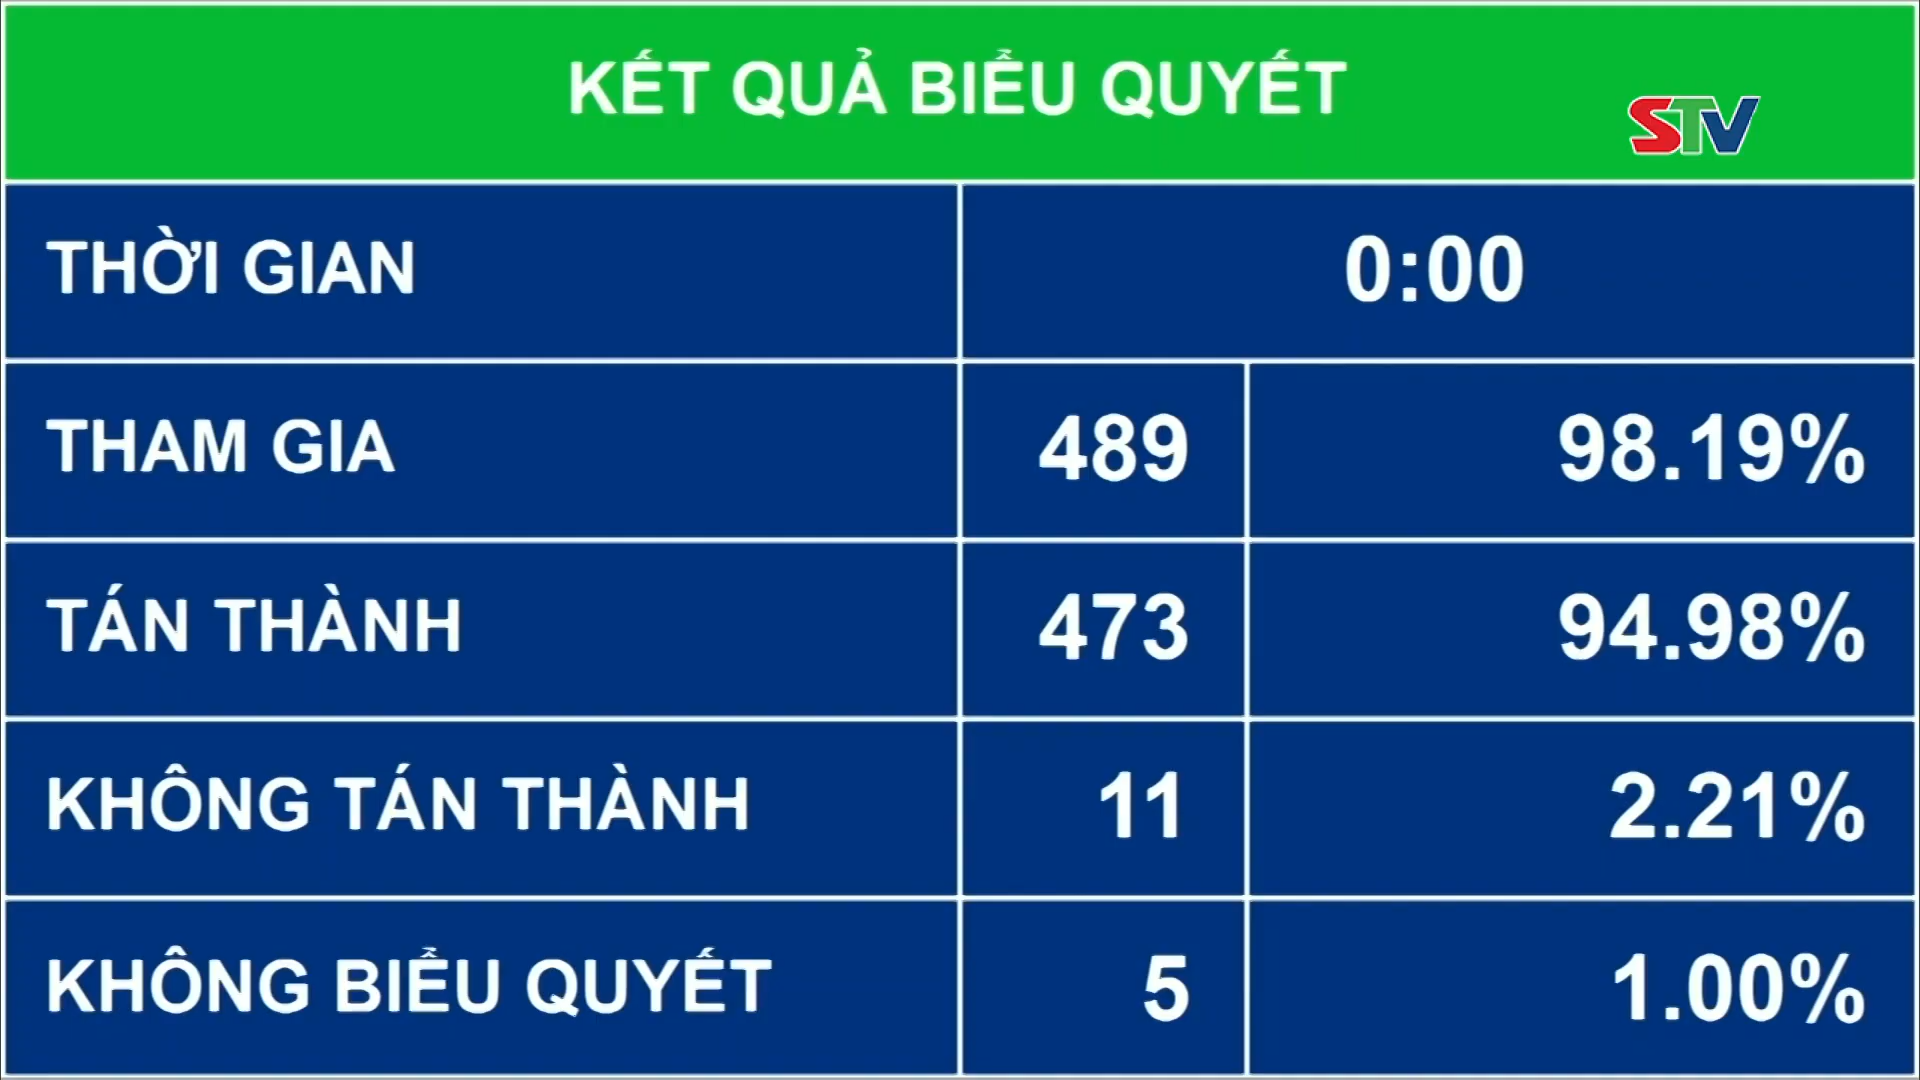 KẾT QUẢ BIỂU QUYẾT
STV
THỜI GIAN 0:00
THAM GIA 489 98.19%
TÁN THÀNH 473 94.98%
KHÔNG TÁN THÀNH 11 2.21%
KHÔNG BIỂU QUYẾT 5 1.00%